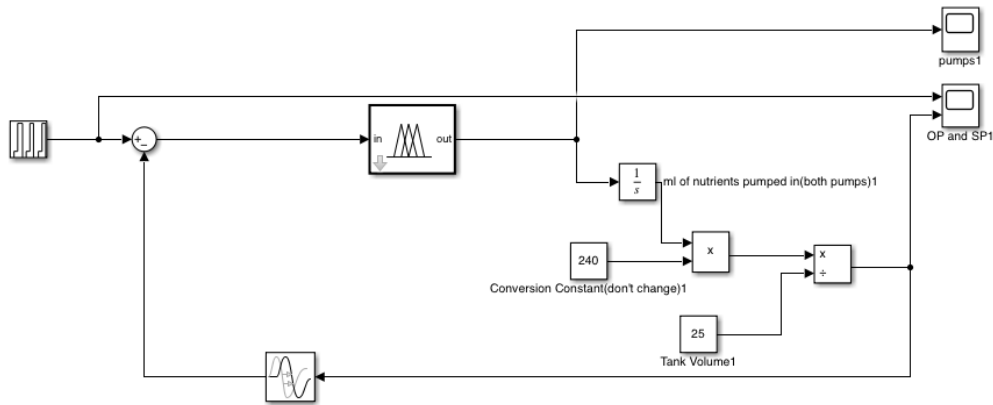 pumps1
OP and SP1
+
−
in
out
1
s
ml of nutrients pumped in(both pumps)1
240
x
x
÷
Conversion Constant(don't change)1
25
Tank Volume1